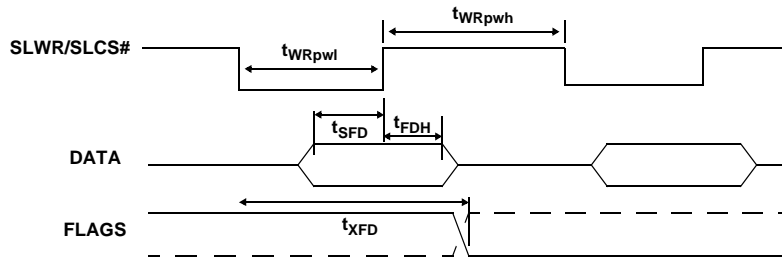 SLWR/SLCS#
tWRpwl
tWRpwh
DATA
tSFD
tFDH
FLAGS
tXFD